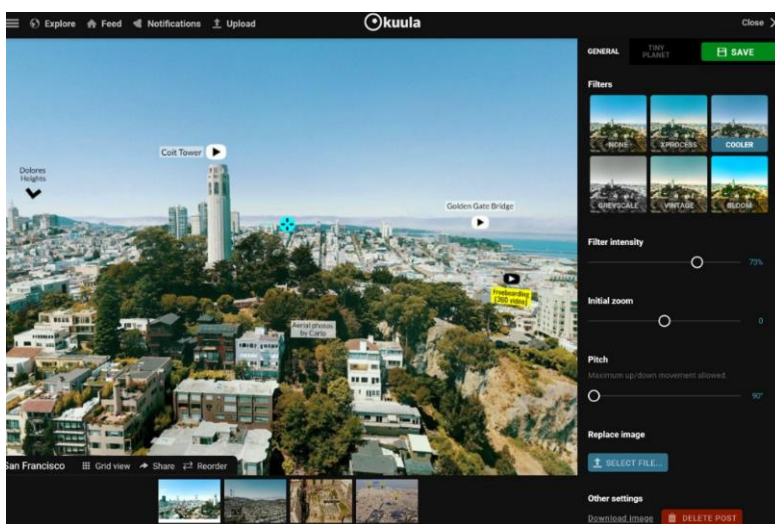 Explore
Feed
Notifications
Upload
kuula
Close
GENERAL
TINY
PLANET
SAVE
Filters
NONE
XPROCESS
COOLER
GREYSCALE
VINTAGE
BLOOM
Filter intensity
73%
Initial zoom
0
Pitch
Maximum up/down movement allowed.
90°
Replace image
SELECT FILE...
Other settings
Download Image
DELETE POST
Coit Tower
Dolores
Heights
Golden Gate Bridge
Freeboarding
(360 video)
Aerial photos
by Carlo
San Francisco
Grid view
Share
Reorder